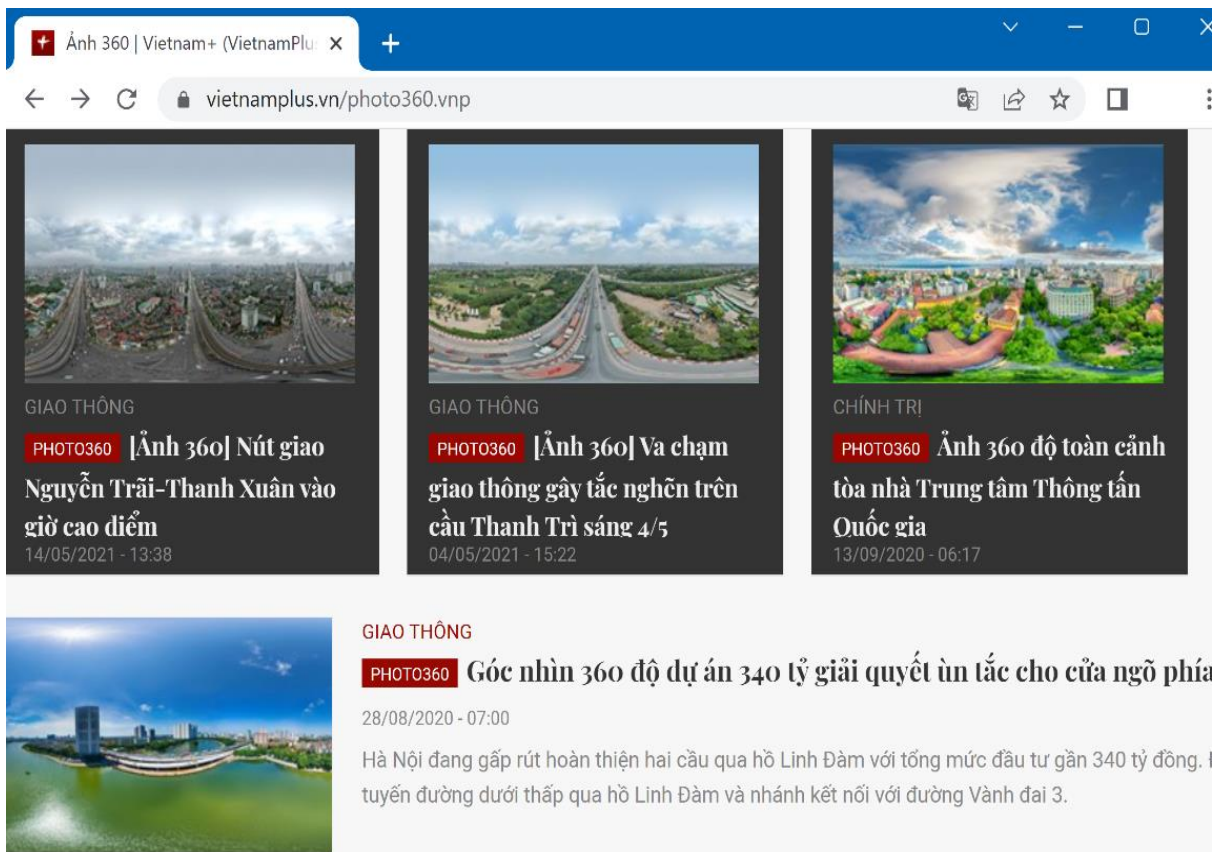 Ảnh 360 | Vietnam+ (VietnamPlu
vietnamplus.vn/photo360.vnp
GIAO THÔNG
PHOTO360 [Ảnh 360] Nút giao
Nguyễn Trãi-Thanh Xuân vào
giờ cao điểm
14/05/2021 - 13:38
GIAO THÔNG
PHOTO360 [Ảnh 360] Va chạm
giao thông gây tắc nghẽn trên
cầu Thanh Trì sáng 4/5
04/05/2021 - 15:22
CHÍNH TRỊ
PHOTO360 Ảnh 360 độ toàn cảnh
tòa nhà Trung tâm Thông tấn
Quốc gia
13/09/2020 - 06:17
GIAO THÔNG
PHOTO360 Góc nhìn 360 độ dự án 340 tỷ giải quyết ùn tắc cho cửa ngõ phía
28/08/2020 - 07:00
Hà Nội đang gấp rút hoàn thiện hai cầu qua hồ Linh Đàm với tổng mức đầu tư gần 340 tỷ đồng.
tuyến đường dưới thấp qua hồ Linh Đàm và nhánh kết nối với đường Vành đai 3.